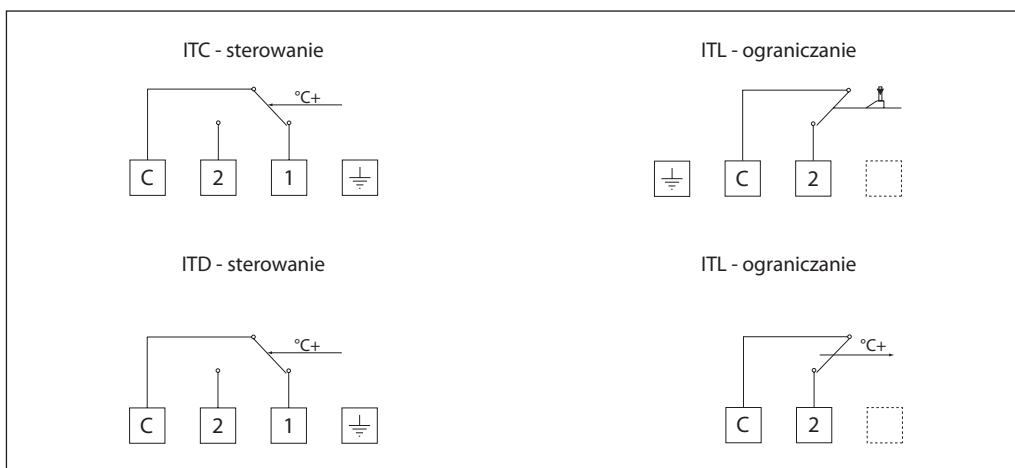 ITC - sterowanie
°C+
C 2 1
ITL - ograniczanie
C 2
ITD - sterowanie
°C+
C 2 1
ITL - ograniczanie
°C+
C 2